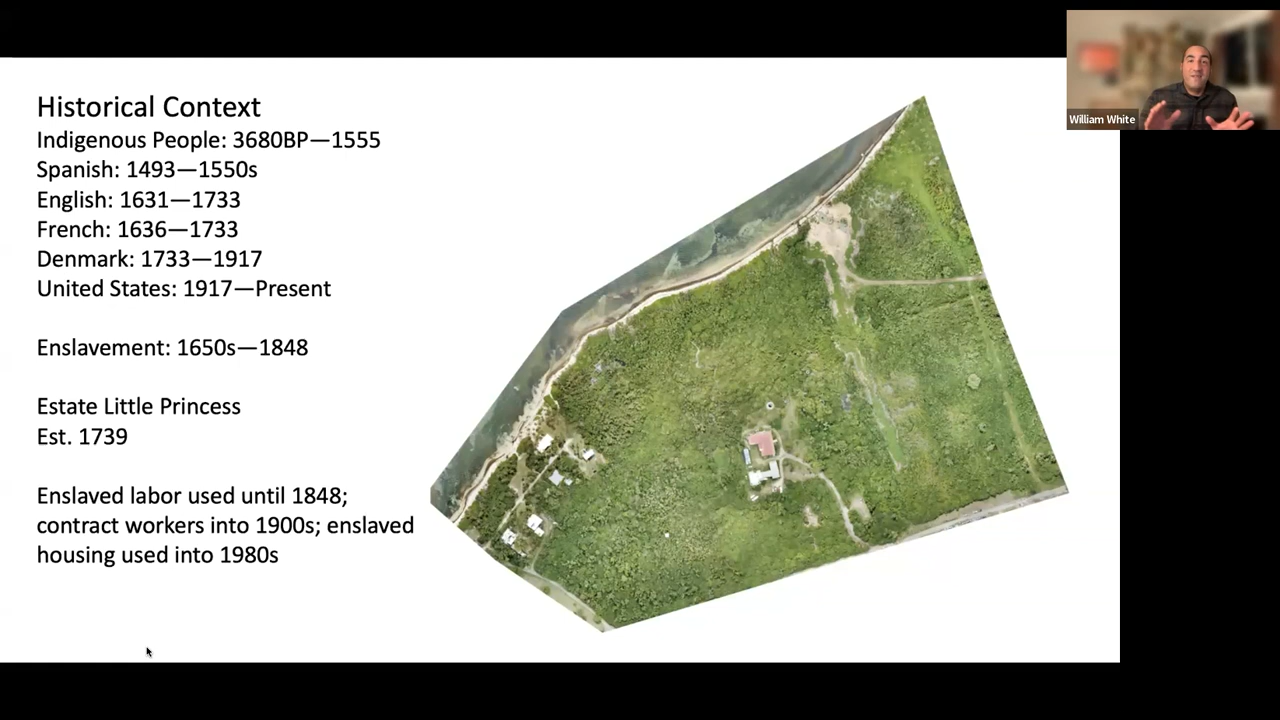 Historical Context
Indigenous People: 3680BP—1555
Spanish: 1493—1550s
English: 1631—1733
French: 1636—1733
Denmark: 1733—1917
United States: 1917—Present
Enslavement: 1650s—1848
Estate Little Princess
Est. 1739
Enslaved labor used until 1848;
contract workers into 1900s; enslaved
housing used into 1980s
William White